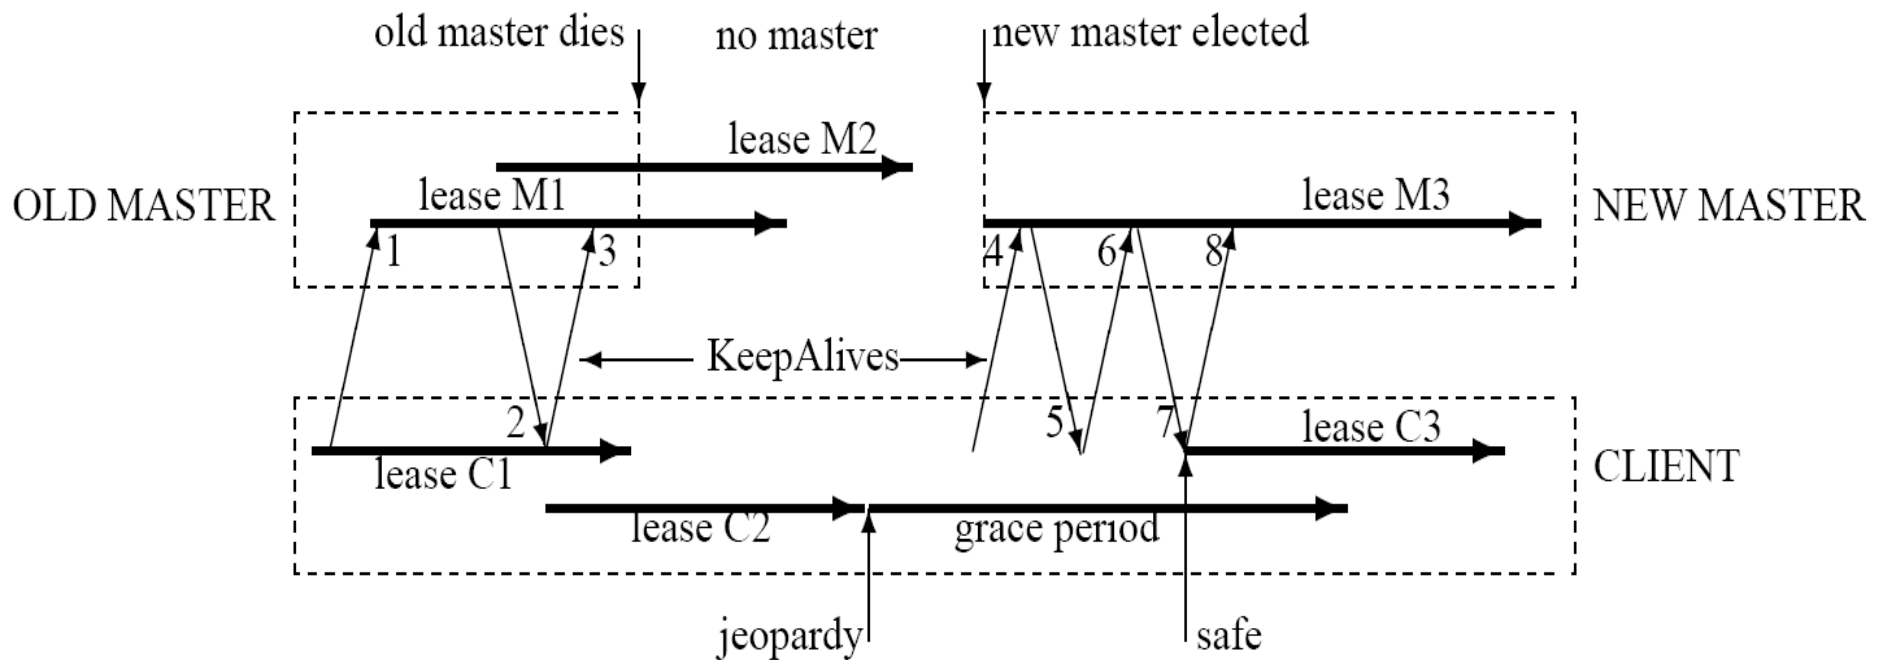 old master dies
no master
new master elected
lease M2
OLD MASTER
lease M1
lease M3
NEW MASTER
1
3
4
6
8
KeepAlives
2
5
7
lease C3
lease C1
CLIENT
lease C2
grace period
jeopardy
safe